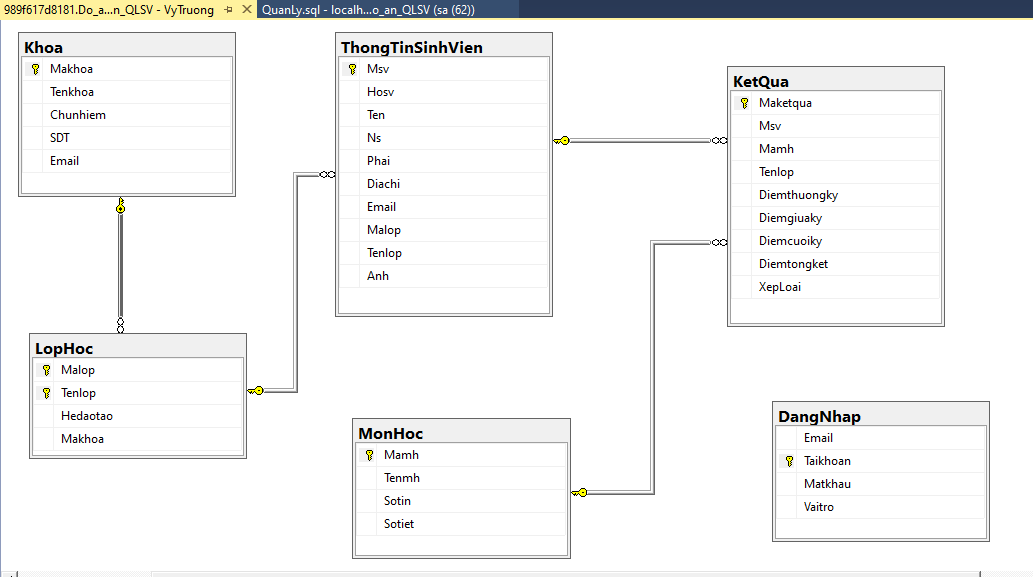 989f617d8181.Do_a...n_QLSV - VyTruong
QuanLy.sql - localh...o_an_QLSV (sa (62))
Khoa
Makhoa
Tenkhoa
Chunhiem
SDT
Email
ThongTinSinhVien
Msv
Hosv
Ten
Ns
Phai
Diachi
Email
Malop
Tenlop
Anh
KetQua
Maketqua
Msv
Mamh
Tenlop
Diemthuongky
Diemgiuaky
Diemcuoiky
Diemtongket
XepLoai
LopHoc
Malop
Tenlop
Hedaotao
Makhoa
MonHoc
Mamh
Tenmh
Sotin
Sotiet
DangNhap
Email
Taikhoan
Matkhau
Vaitro